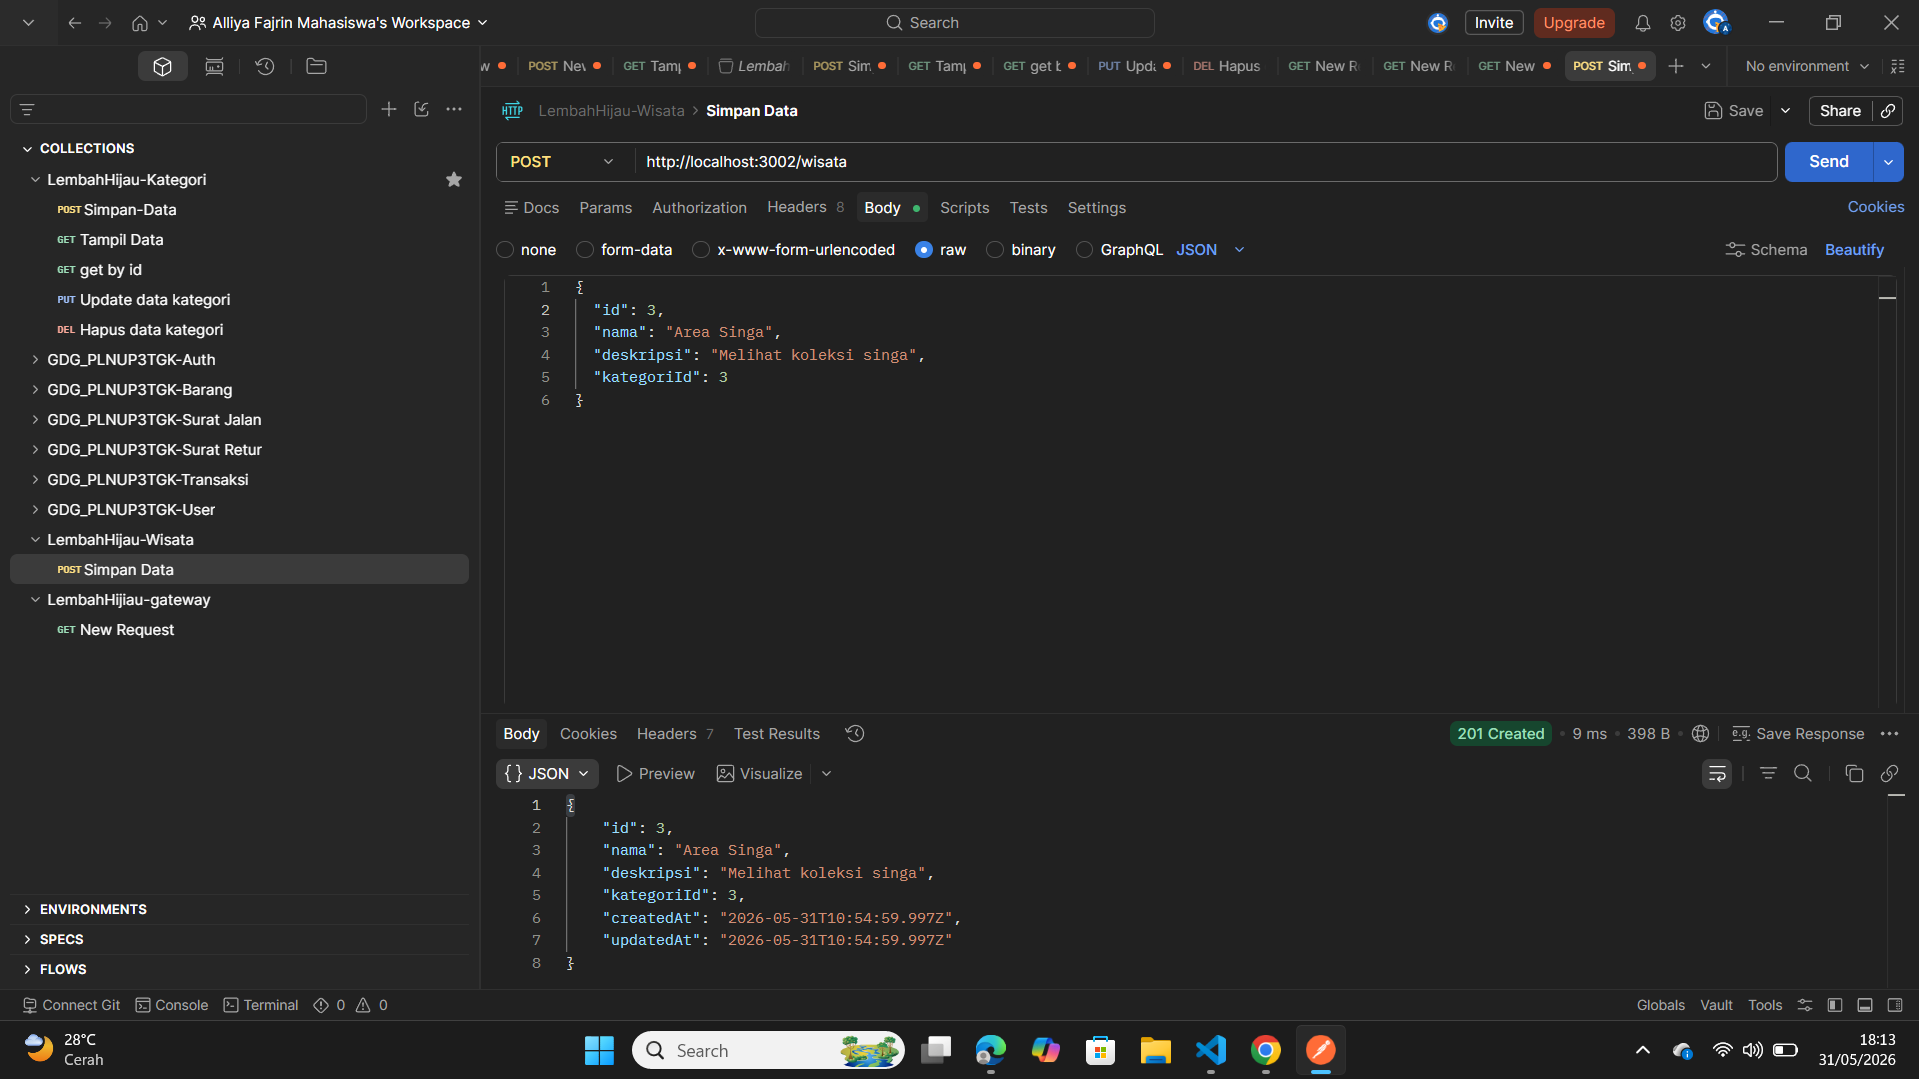 Alliya Fajrin Mahasiswa's Workspace
Search
Invite
Upgrade
POST Nev
GET Tam
Lembah
POST Sim
GET Tam
GET get b
PUT Upda
DEL Hapus
GET New R
GET New R
GET New
POST Sim
No environment
LembahHijau-Wisata > Simpan Data
Save
Share
COLLECTIONS
LembahHijau-Kategori
POST Simpan-Data
GET Tampil Data
GET get by id
PUT Update data kategori
DEL Hapus data kategori
GDG_PLNUP3TGK-Auth
GDG_PLNUP3TGK-Barang
GDG_PLNUP3TGK-Surat Jalan
GDG_PLNUP3TGK-Surat Retur
GDG_PLNUP3TGK-Transaksi
GDG_PLNUP3TGK-User
LembahHijau-Wisata
POST Simpan Data
LembahHijiau-gateway
GET New Request
ENVIRONMENTS
SPECS
FLOWS
POST
http://localhost:3002/wisata
Send
Docs Params Authorization Headers 8 Body Scripts Tests Settings
Cookies
none form-data x-www-form-urlencoded raw binary GraphQL JSON
Schema Beautify
1 {
2 "id": 3,
3 "nama": "Area Singa",
4 "deskripsi": "Melihat koleksi singa",
5 "kategoriId": 3
6 }
Body Cookies Headers 7 Test Results
201 Created • 9 ms • 398 B
e.g. Save Response
{} JSON Preview Visualize
1 {
2 "id": 3,
3 "nama": "Area Singa",
4 "deskripsi": "Melihat koleksi singa",
5 "kategoriId": 3,
6 "createdAt": "2026-05-31T10:54:59.997Z",
7 "updatedAt": "2026-05-31T10:54:59.997Z"
8 }
Connect Git Console Terminal 0 0
Globals Vault Tools
28°C
Cerah
Search
18:13
31/05/2026